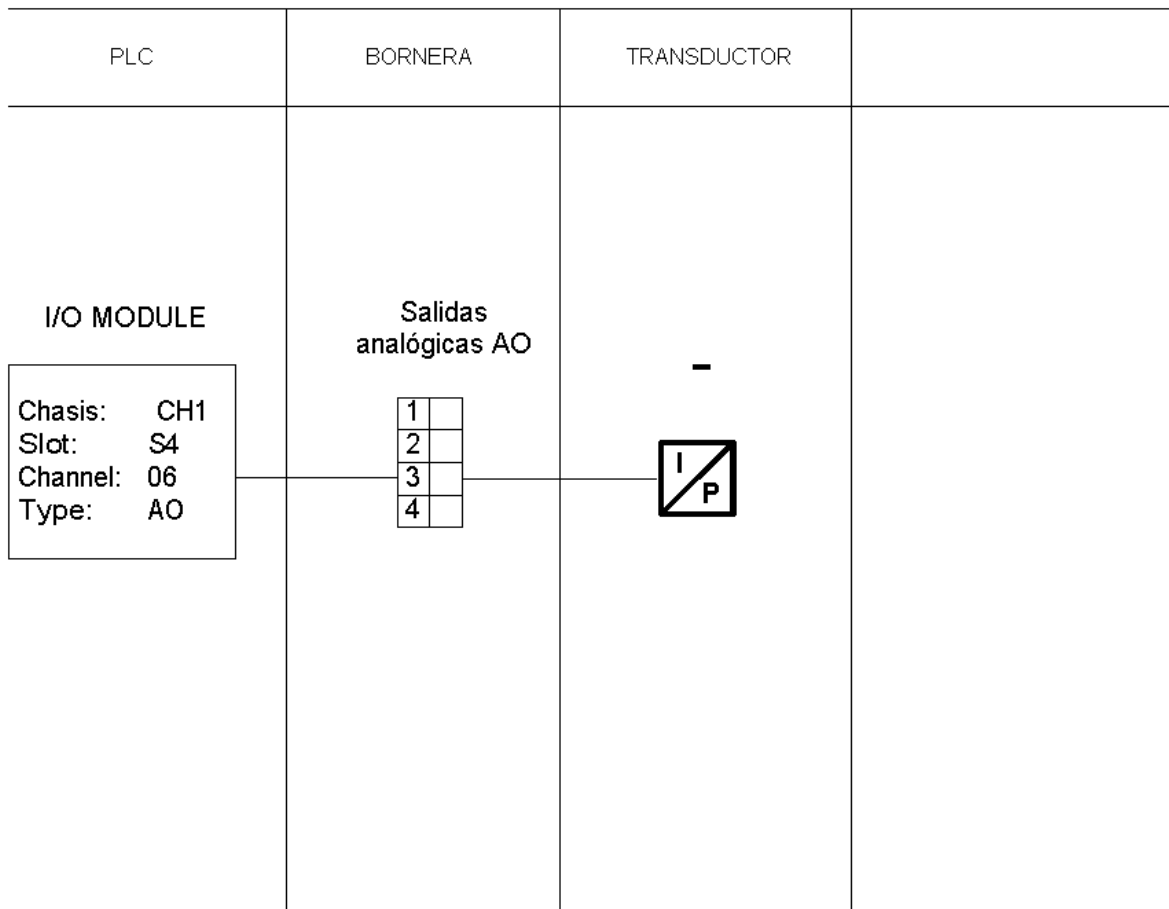 PLC
BORNERA
TRANSDUCTOR
I/O MODULE
Chasis: CH1
Slot: S4
Channel: 06
Type: AO
Salidas
analógicas AO
1
2
3
4
-
I
P